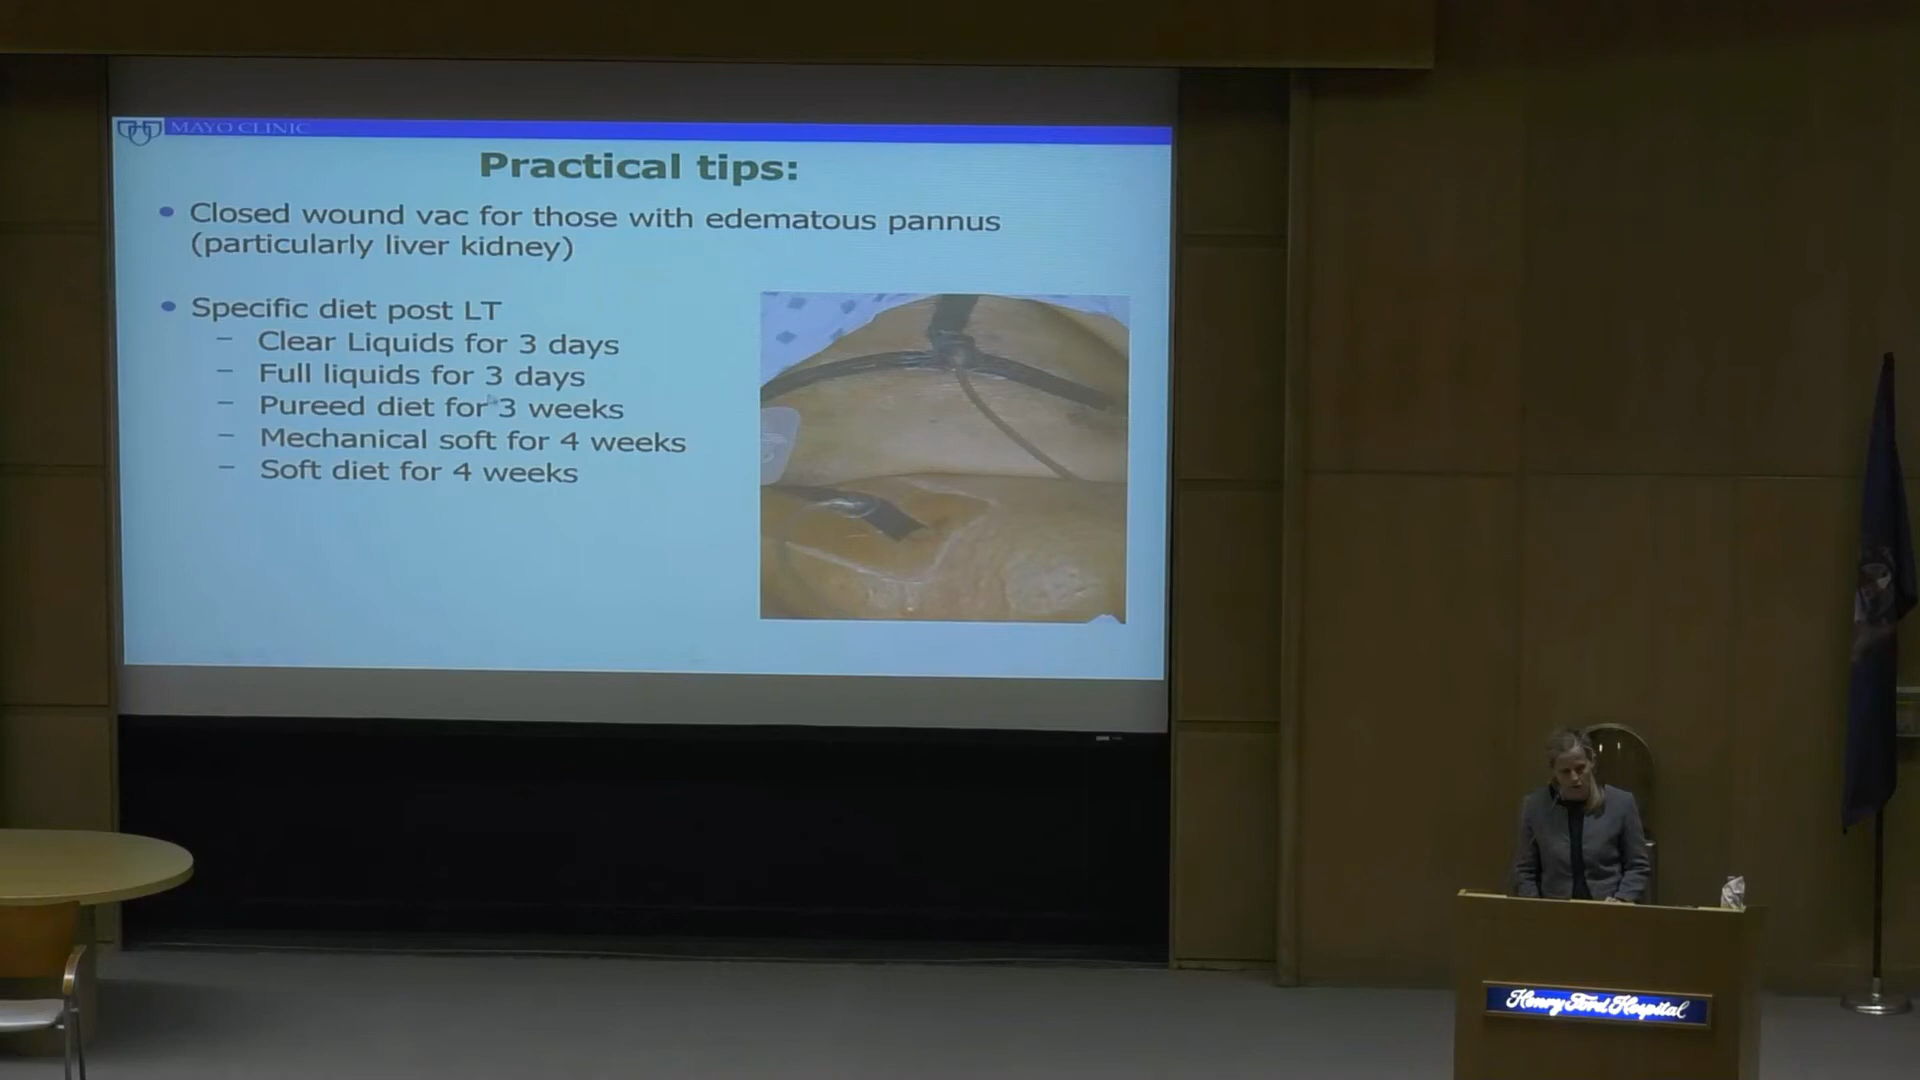 MAYO CLINIC
Practical tips:
• Closed wound vac for those with edematous pannus
(particularly liver kidney)
• Specific diet post LT
– Clear Liquids for 3 days
– Full liquids for 3 days
– Pureed diet for 3 weeks
– Mechanical soft for 4 weeks
– Soft diet for 4 weeks
Henry Ford Hospital